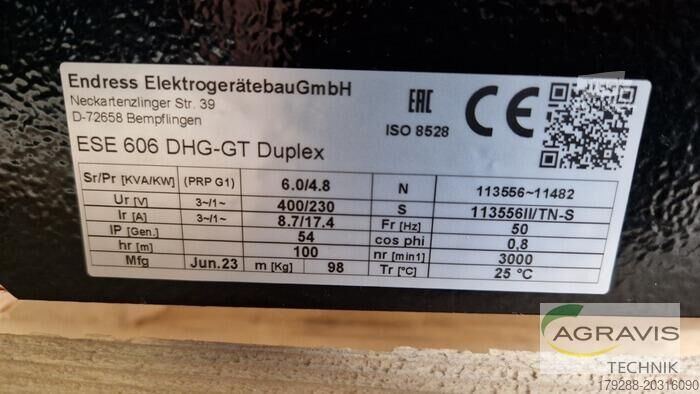 Endress ElektrogerätebauGmbH
Neckartenzlinger Str. 39
D-72658 Bempflingen
EAC
ISO 8528
CE
ESE 606 DHG-GT Duplex
Sr/Pr [KVA/KW] (PRP G1) 6.0/4.8 N 113556~11482
Ur [V] 3~/1~ 400/230 S 113556II/TN-S
Ir [A] 3~/1~ 8.7/17.4 Fr [Hz] 50
IP [Gen.] 54 cos phi 0,8
hr [m] 100 nr [min1] 3000
Mfg Jun.23 m [Kg] 98 Tr [°C] 25 °C
AGRAVIS
TECHNIK
179288-20316090